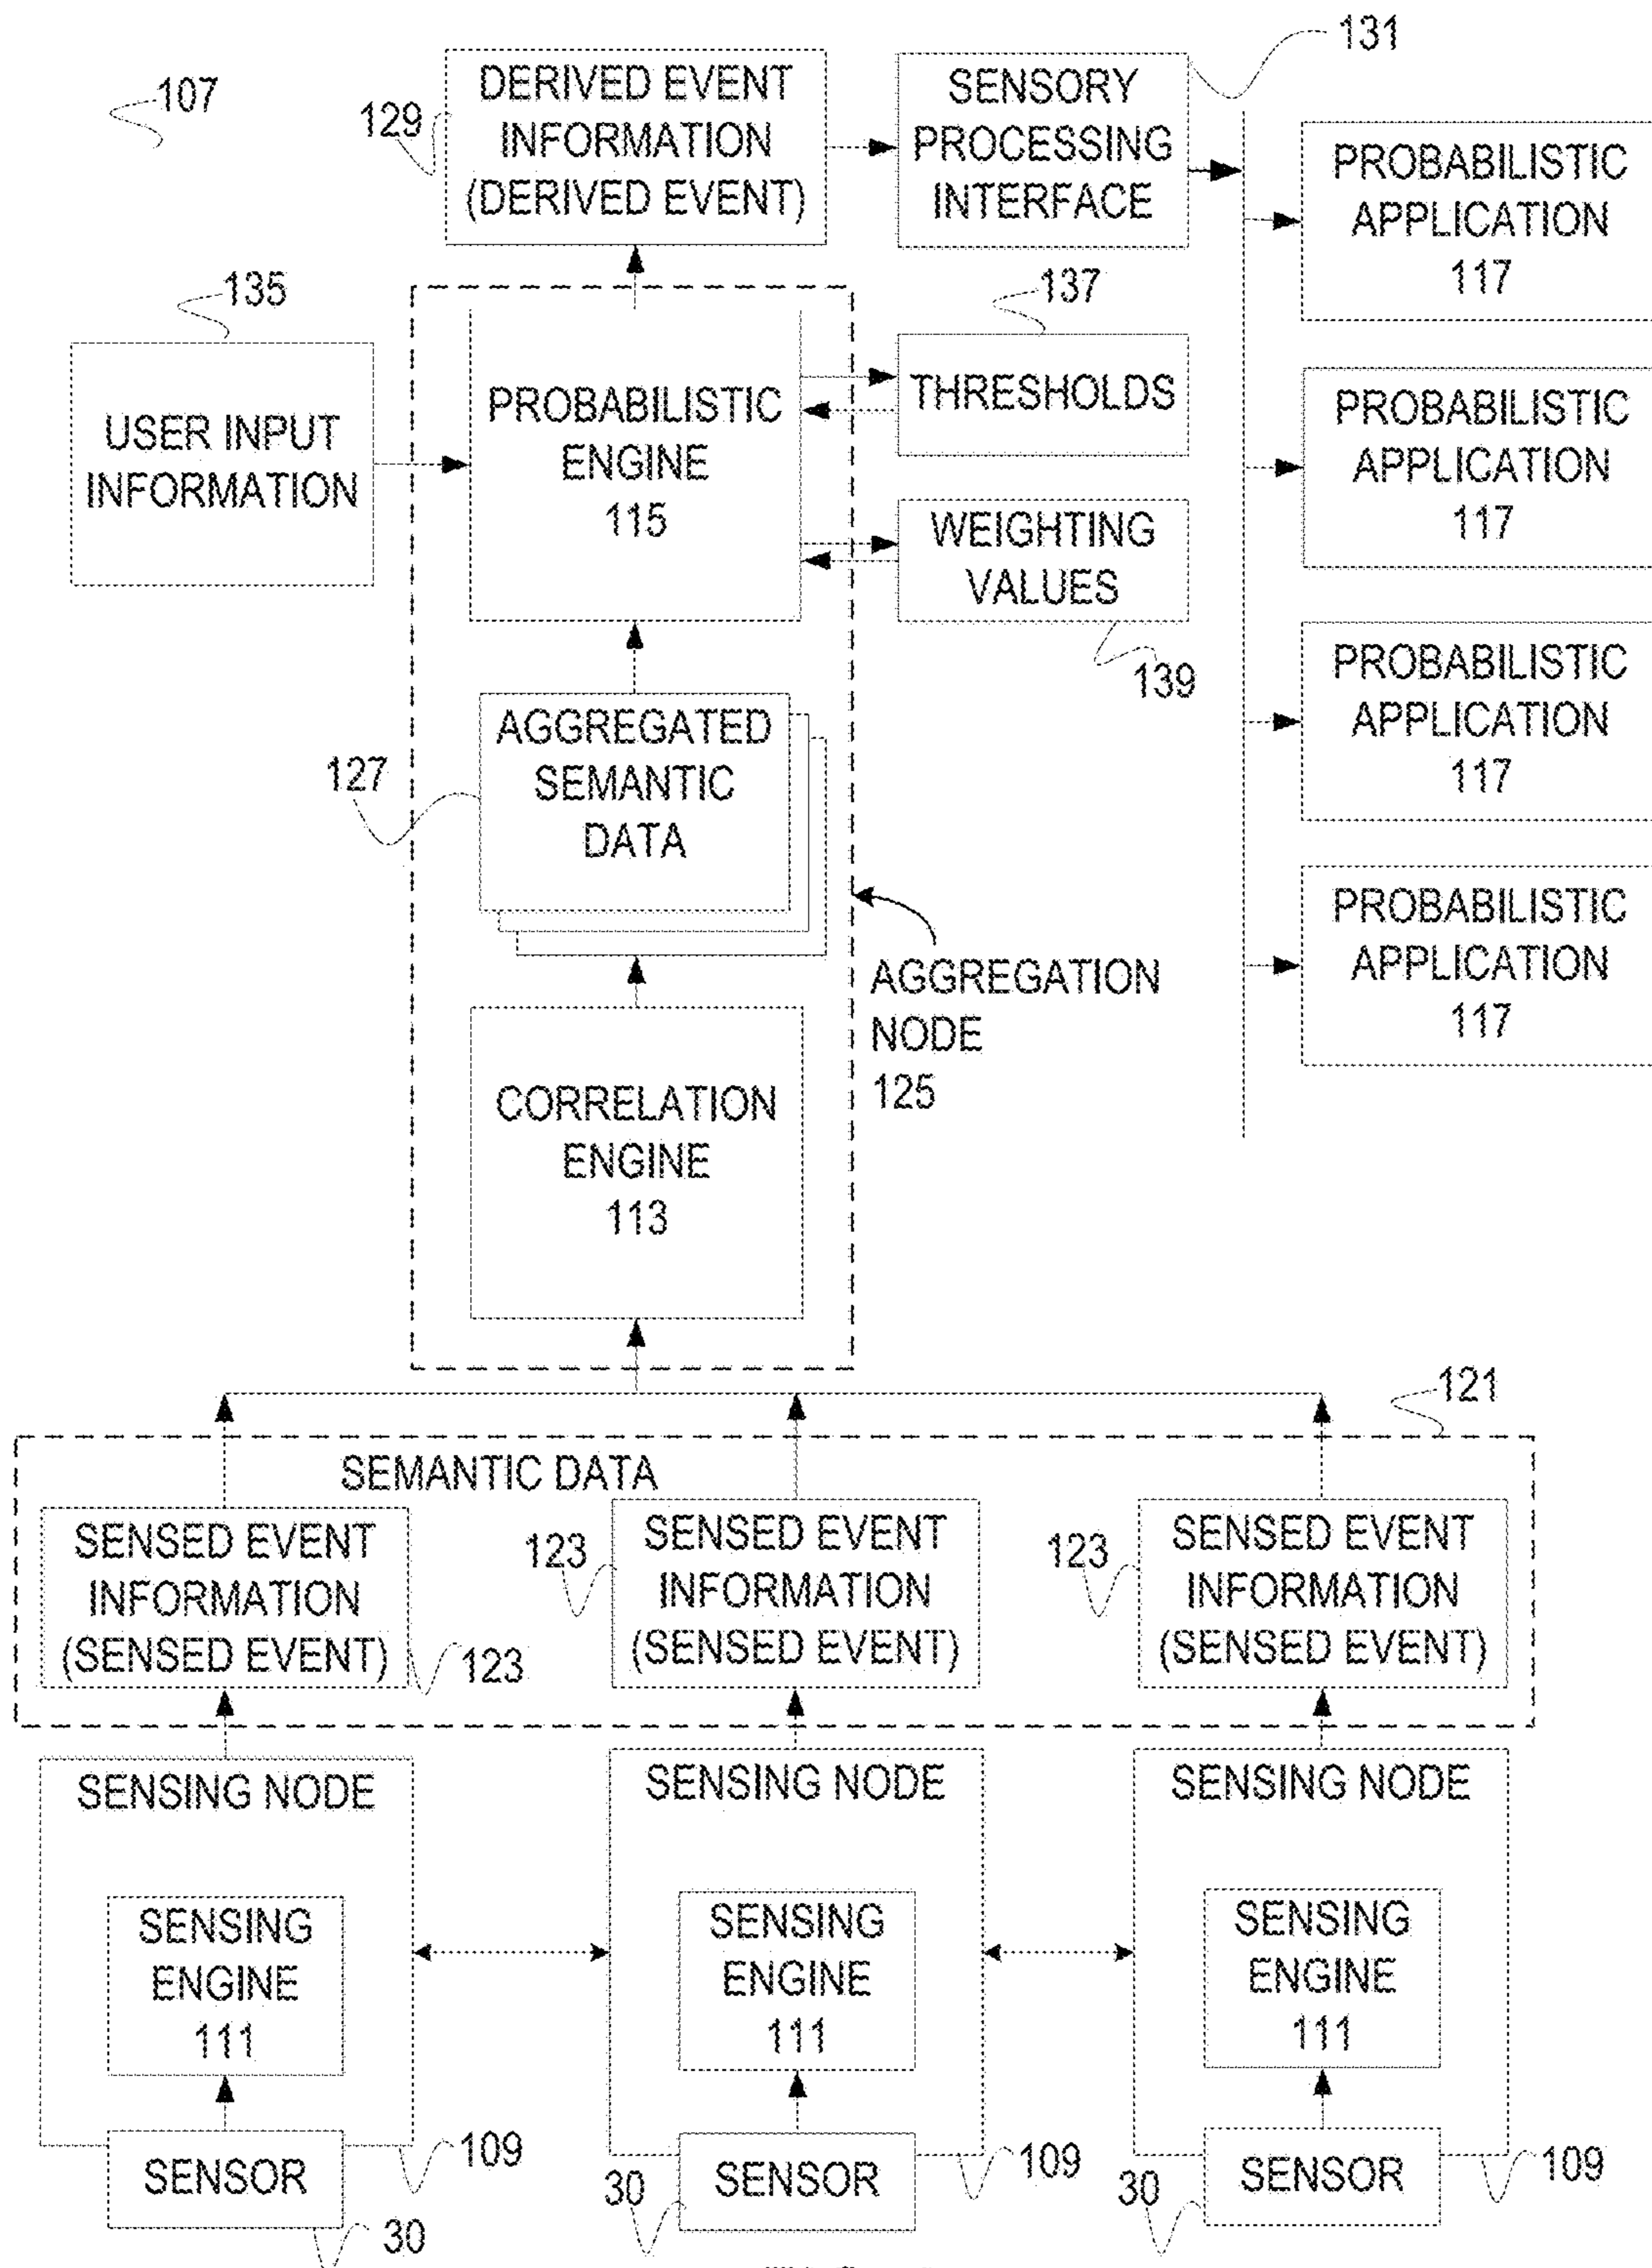 131
107
129
DERIVED EVENT
INFORMATION
(DERIVED EVENT)
SENSORY
PROCESSING
INTERFACE
PROBABILISTIC
APPLICATION
117
135
137
USER INPUT
INFORMATION
PROBABILISTIC
ENGINE
115
THRESHOLDS
PROBABILISTIC
APPLICATION
117
WEIGHTING
VALUES
139
PROBABILISTIC
APPLICATION
117
127
AGGREGATED
SEMANTIC
DATA
AGGREGATION
NODE
125
PROBABILISTIC
APPLICATION
117
CORRELATION
ENGINE
113
121
SEMANTIC DATA
SENSED EVENT
INFORMATION
(SENSED EVENT)
123
123
SENSED EVENT
INFORMATION
(SENSED EVENT)
123
SENSED EVENT
INFORMATION
(SENSED EVENT)
SENSING NODE
SENSING ENGINE
111
SENSOR
109
30
SENSING NODE
SENSING
ENGINE
111
30
SENSOR
109
SENSING NODE
SENSING
ENGINE
111
30
SENSOR
109